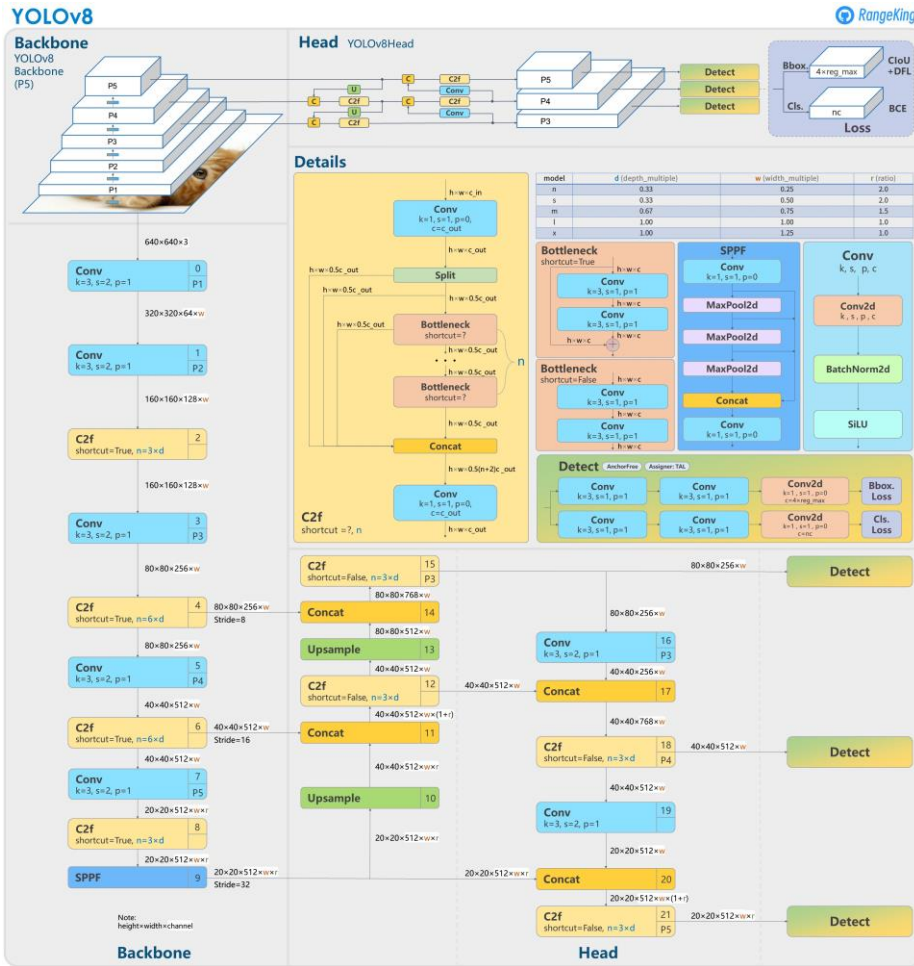 YOLOv8
RangeKing
Backbone
YOLOv8
Backbone
(P5)
P5
P4
P3
P2
P1
Head YOLOv8Head
C
C2f
U
Conv
C
C2f
C
C2f
U
Conv
C
C2f
P5
P4
P3
Detect
Detect
Detect
Bbox.
4×reg_max
CIoU
+DFL
Cls.
nc
BCE
Loss
Details
h=w=c_in
Conv
k=1, s=1, p=0,
c=c_out
h=w=c_out
h=w=0.5c_out
Split
h=w=0.5c_out
h=w=0.5c_out
h=w=0.5c_out
Bottleneck
shortcut=?
h=w=0.5c_out
• • •
h=w=0.5c_out
n
Bottleneck
shortcut=?
h=w=0.5c_out
Concat
h=w=0.5(n+2)c_out
Conv
k=1, s=1, p=0,
c=c_out
h=w=c_out
C2f
shortcut =?, n
model d (depth_multiple) w (width_multiple) r (ratio)
n 0.33 0.25 2.0
s 0.33 0.50 2.0
m 0.67 0.75 1.5
l 1.00 1.00 1.0
x 1.00 1.25 1.0
Bottleneck
shortcut=True
h=w=c
Conv
k=3, s=1, p=1
h=w=c
Conv
k=3, s=1, p=1
h=w=c
h=w=c
Bottleneck
shortcut=False
h=w=c
Conv
k=3, s=1, p=1
h=w=c
Conv
k=3, s=1, p=1
h=w=c
SPPF
Conv
k=1, s=1, p=0
MaxPool2d
MaxPool2d
MaxPool2d
Concat
Conv
k=1, s=1, p=0
Conv
k, s, p, c
Conv2d
k, s, p, c
BatchNorm2d
SiLU
Detect AnchorFree Assigner: TAL
Conv
k=3, s=1, p=1
Conv
k=3, s=1, p=1
Conv2d
k=1, s=1, p=0
c=4×reg_max
Bbox.
Loss
Conv
k=3, s=1, p=1
Conv
k=3, s=1, p=1
Conv2d
k=1, s=1, p=0
c=nc
Cls.
Loss
640×640×3
Conv 0
k=3, s=2, p=1 P1
320×320×64×w
Conv 1
k=3, s=2, p=1 P2
160×160×128×w
C2f 2
shortcut=True, n=3×d
160×160×128×w
Conv 3
k=3, s=2, p=1 P3
80×80×256×w
C2f 4
shortcut=True, n=6×d
80×80×256×w
Stride=8
80×80×256×w
Conv 5
k=3, s=2, p=1 P4
40×40×512×w
C2f 6
shortcut=True, n=6×d
40×40×512×w
Stride=16
40×40×512×w
Conv 7
k=3, s=2, p=1 P5
20×20×512×w×r
C2f 8
shortcut=True, n=3×d
20×20×512×w×r
SPPF 9
20×20×512×w×r
Stride=32
Note:
height×width×channel
Backbone
C2f 15
shortcut=False, n=3×d P3
80×80×256×w
Detect
80×80×768×w
Concat 14
80×80×512×w
Upsample 13
40×40×512×w
C2f 12
shortcut=False, n=3×d
40×40×512×w
40×40×512×w×(1+r)
Concat 11
40×40×512×w×r
Upsample 10
20×20×512×w×r
80×80×256×w
Conv 16
k=3, s=2, p=1 P3
40×40×256×w
Concat 17
40×40×768×w
C2f 18
shortcut=False, n=3×d P4
40×40×512×w
Detect
40×40×512×w
Conv 19
k=3, s=2, p=1
20×20×512×w
20×20×512×w×r
Concat 20
20×20×512×w×(1+r)
C2f 21
shortcut=False, n=3×d P5
20×20×512×w×r
Detect
Head